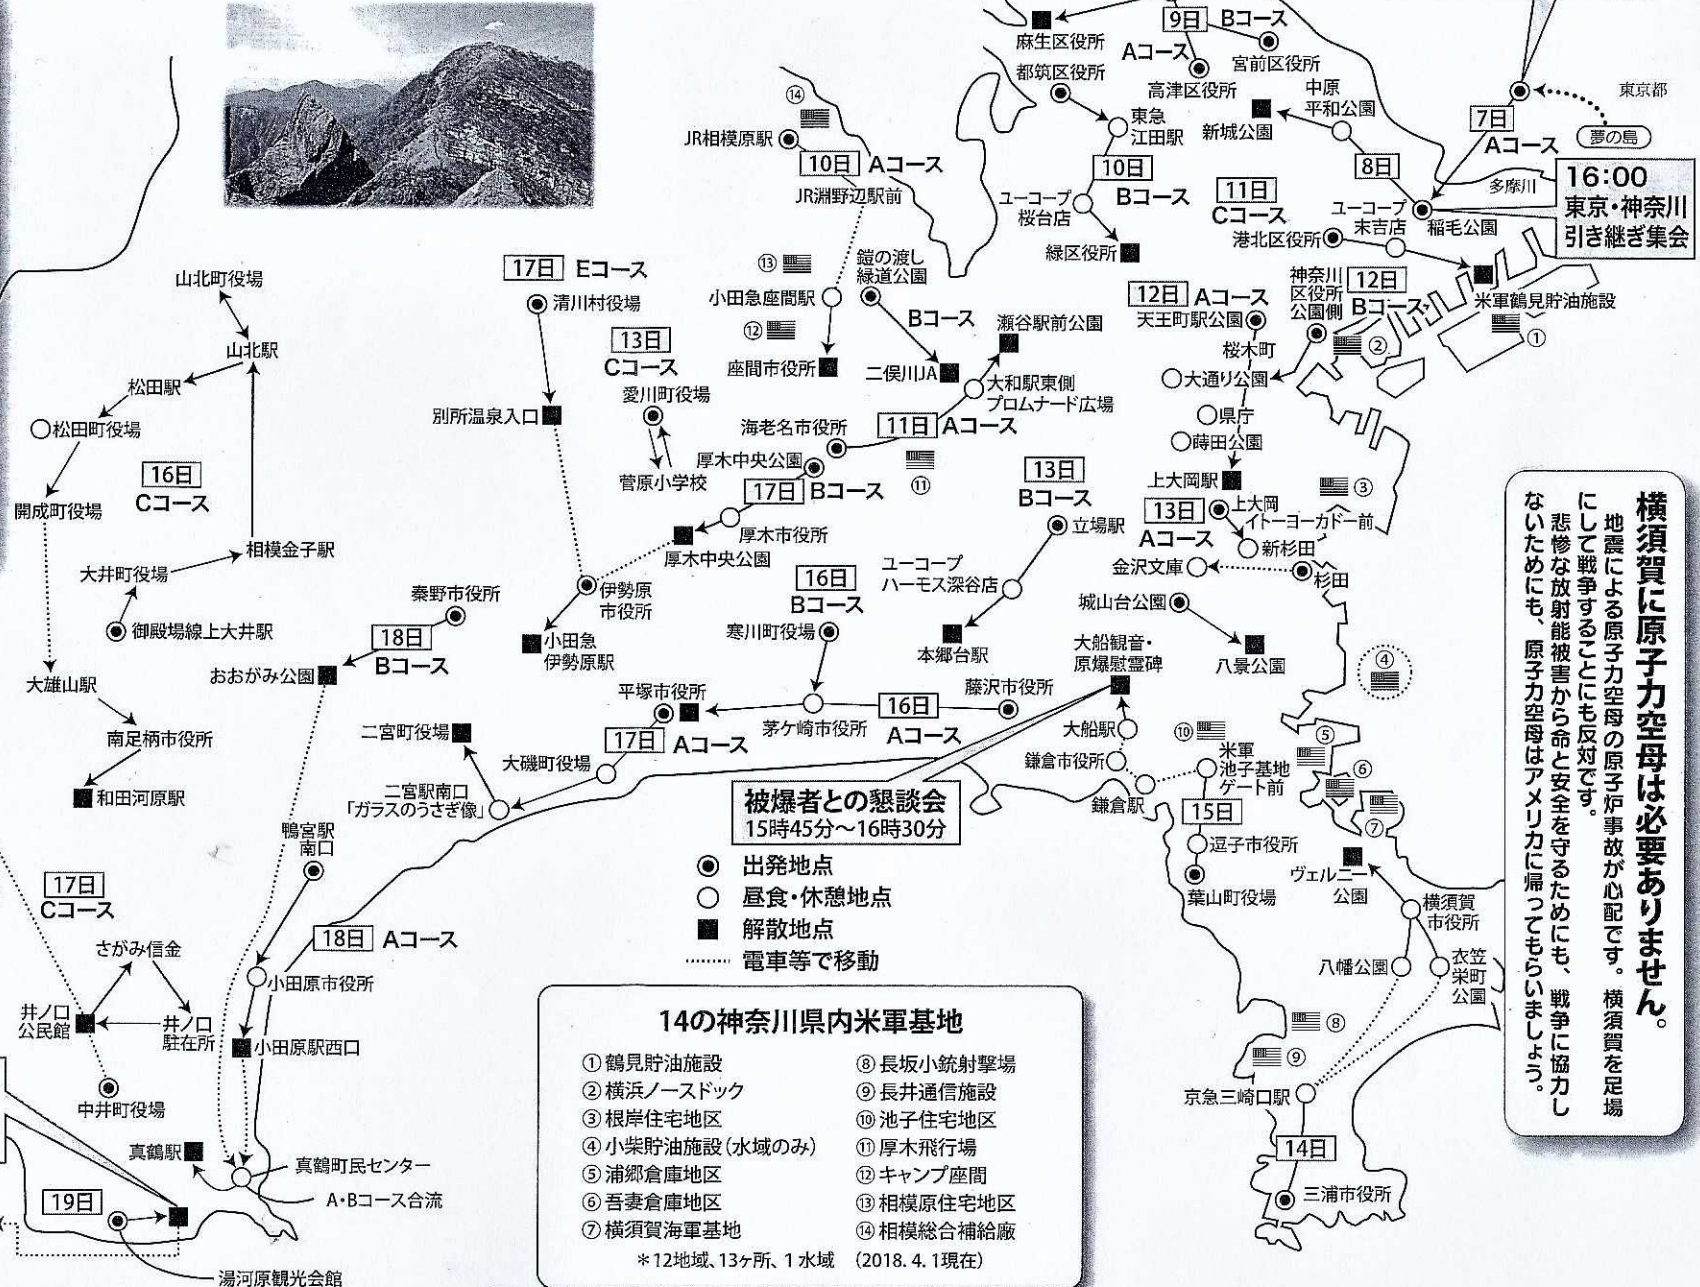 麻生区役所
9日 Bコース
Aコース
宮前区役所
高津区役所
都筑区役所
東急
江田駅
10日
Bコース
ユーコープ
桜台店
緑区役所
中原
平和公園
新城公園
8日
7日
Aコース
東京都
夢の島
多摩川
16:00
東京・神奈川
引き継ぎ集会
稲毛公園
11日
Cコース
港北区役所
ユーコープ
末吉店
米軍鶴見貯油施設
①
⑭
JR相模原駅
10日 Aコース
JR淵野辺駅前
⑬
小田急座間駅
⑫
座間市役所
鎧の渡し
緑道公園
Bコース
二俣川JA
瀬谷駅前公園
大和駅東側
プロムナード広場
11日 Aコース
海老名市役所
⑪
12日 Aコース
天王町駅公園
桜木町
大通り公園
県庁
蒔田公園
上大岡駅
神奈川
区役所
公園側
12日
Bコース
②
③
13日
Aコース
上大岡
イトーヨーカドー前
新杉田
杉田
金沢文庫
城山台公園
八景公園
④
13日
Bコース
立場駅
ユーコープ
ハーモス深谷店
本郷台駅
17日 Eコース
清川村役場
別所温泉入口
13日
Cコース
愛川町役場
菅原小学校
厚木中央公園
17日 Bコース
厚木市役所
厚木中央公園
伊勢原
市役所
小田急
伊勢原駅
山北町役場
山北駅
松田駅
松田町役場
16日
Cコース
開成町役場
相模金子駅
大井町役場
御殿場線上大井駅
大雄山駅
南足柄市役所
和田河原駅
秦野市役所
18日
Bコース
おおがみ公園
16日
Bコース
寒川町役場
平塚市役所
茅ケ崎市役所
16日
Aコース
藤沢市役所
17日 Aコース
大磯町役場
二宮町役場
二宮駅南口
「ガラスのうさぎ像」
大船観音・
原爆慰霊碑
大船駅
鎌倉市役所
鎌倉駅
⑩
米軍
池子基地
ゲート前
15日
逗子市役所
葉山町役場
⑤
⑥
⑦
ヴェルニー
公園
横須賀
市役所
八幡公園
衣笠
栄町
公園
⑧
⑨
京急三崎口駅
14日
三浦市役所
被爆者との懇談会
15時45分～16時30分
出発地点
昼食・休憩地点
解散地点
電車等で移動
鴨宮駅
南口
18日 Aコース
小田原市役所
小田原駅西口
17日
Cコース
さがみ信金
井ノ口
公民館
井ノ口
駐在所
中井町役場
真鶴駅
真鶴町民センター
A・Bコース合流
19日
湯河原観光会館
14の神奈川県内米軍基地
①鶴見貯油施設
②横浜ノースドック
③根岸住宅地区
④小柴貯油施設（水域のみ）
⑤浦郷倉庫地区
⑥吾妻倉庫地区
⑦横須賀海軍基地
⑧長坂小銃射撃場
⑨長井通信施設
⑩池子住宅地区
⑪厚木飛行場
⑫キャンプ座間
⑬相模原住宅地区
⑭相模総合補給廠
＊12地域、13ヶ所、1水域 （2018. 4. 1現在）
横須賀に原子力空母は必要ありません。
地震による原子力空母の原子炉事故が心配です。横須賀を足場
にして戦争することにも反対です。
悲惨な放射能被害から命と安全を守るためにも、戦争に協力し
ないためにも、原子力空母はアメリカに帰ってもらいましょう。